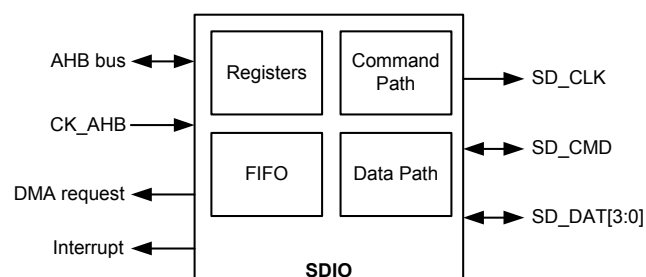 AHB bus
CK_AHB
DMA request
Interrupt
Registers
Command
Path
FIFO
Data Path
SDIO
SD_CLK
SD_CMD
SD_DAT[3:0]